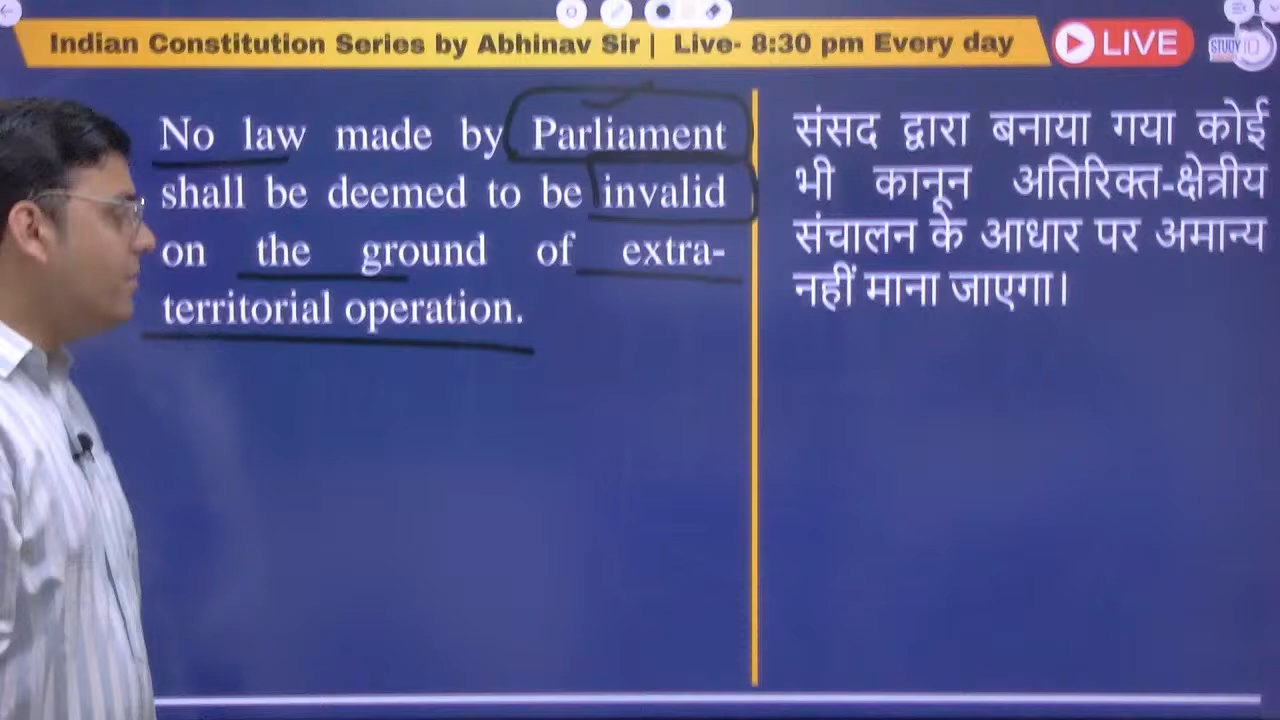 Indian Constitution Series by Abhinav Sir | Live- 8:30 pm Every day
LIVE
STUDY IQ
No law made by Parliament
shall be deemed to be invalid
on the ground of extra-
territorial operation.
संसद द्वारा बनाया गया कोई
भी कानून अतिरिक्त-क्षेत्रीय
संचालन के आधार पर अमान्य
नहीं माना जाएगा।